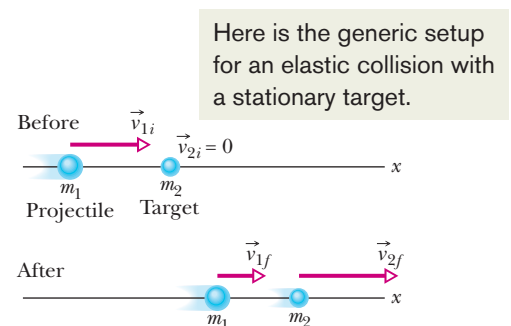 Here is the generic setup
for an elastic collision with
a stationary target.
Before
v⃗1i
v⃗2i = 0
x
m1
m2
Projectile
Target
After
v⃗1f
v⃗2f
x
m1
m2